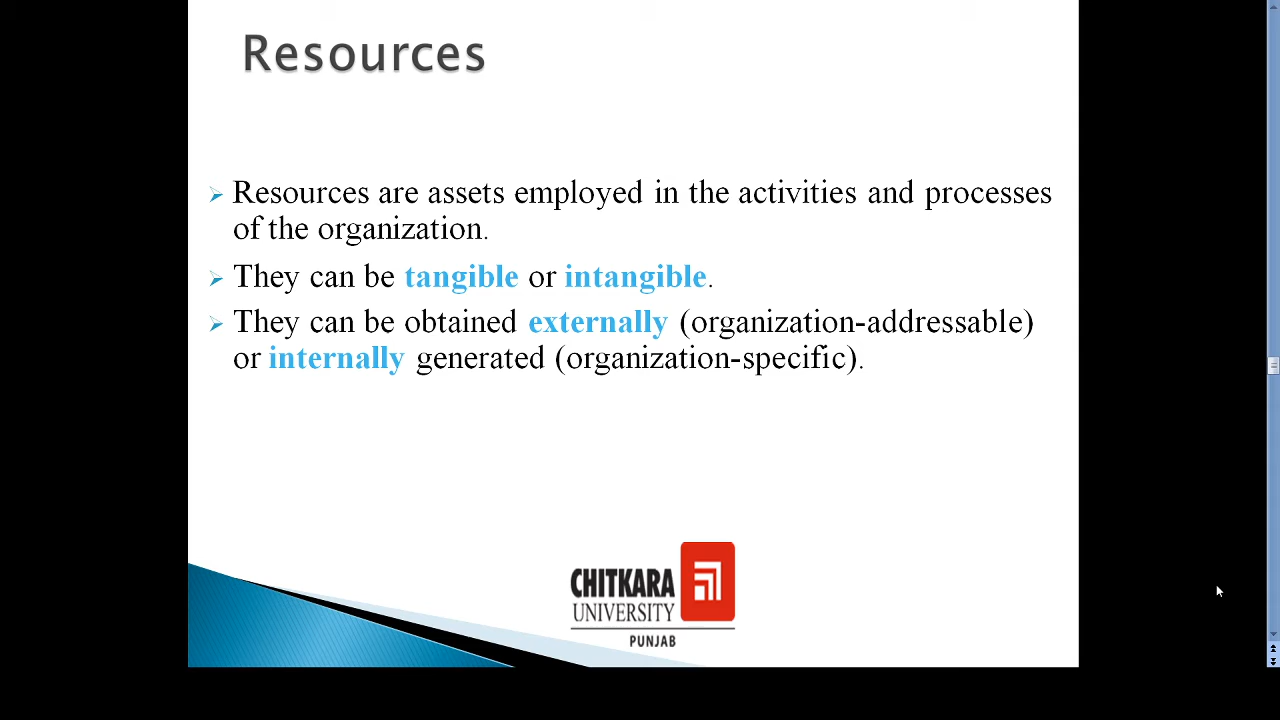 Resources
Resources are assets employed in the activities and processes
of the organization.
They can be tangible or intangible.
They can be obtained externally (organization-addressable)
or internally generated (organization-specific).
CHITKARA
UNIVERSITY
PUNJAB